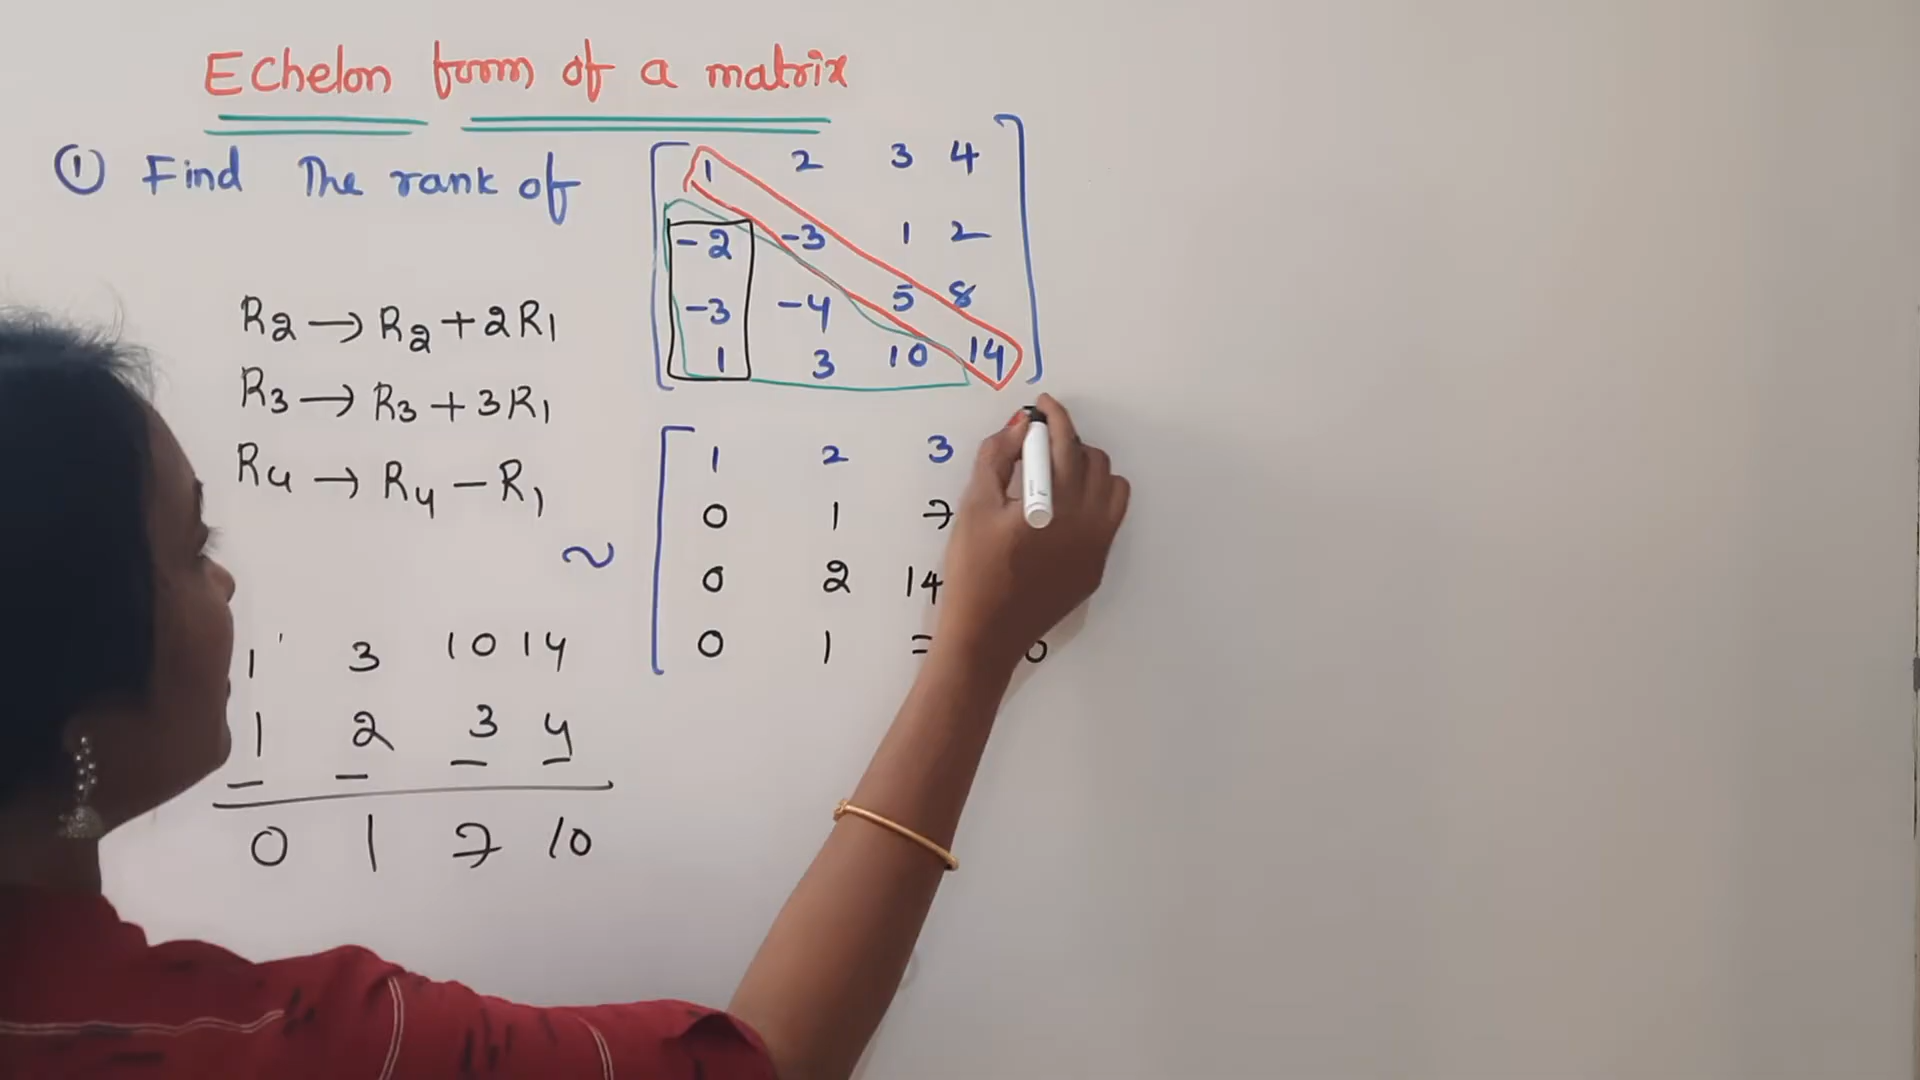 Echelon form of a matrix
① Find The rank of
1 2 3 4
-2 -3 1 2
-3 -4 5 8
1 3 10 14
R2 → R2 + 2R1
R3 → R3 + 3R1
R4 → R4 - R1
~
1 2 3
0 1 7
0 2 14
0 1 0
1 3 10 14
1 2 3 4
- - - -
0 1 7 10